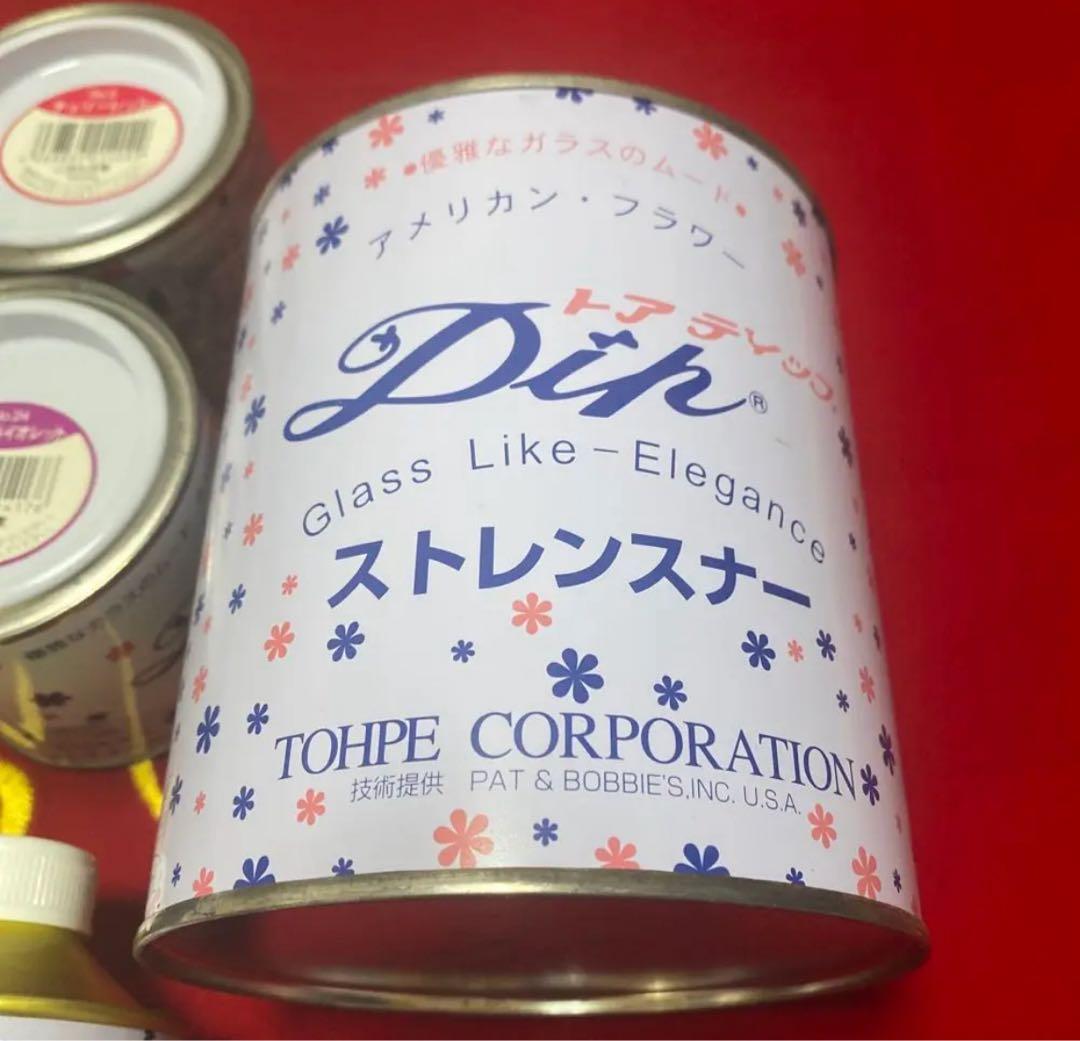 ●優雅なガラスのムード●
アメリカン・フラワー
トアディップ
Dip®
Glass Like-Elegance
ストレンスナー
TOHPE CORPORATION
技術提供 PAT & BOBBIE'S,INC. U.S.A.